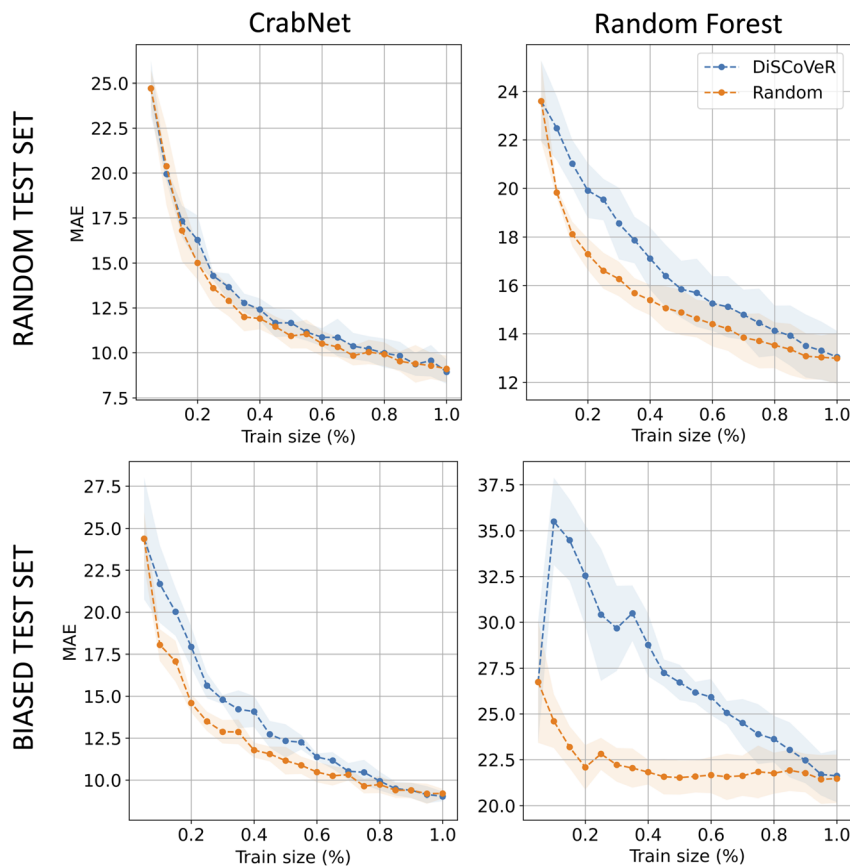 CrabNet
Random Forest
RANDOM TEST SET
MAE
25.0
22.5
20.0
17.5
15.0
12.5
10.0
7.5
0.2 0.4 0.6 0.8 1.0
Train size (%)
DiSCoVeR
Random
24
22
20
18
16
14
12
0.2 0.4 0.6 0.8 1.0
Train size (%)
BIASED TEST SET
MAE
27.5
25.0
22.5
20.0
17.5
15.0
12.5
10.0
0.2 0.4 0.6 0.8 1.0
Train size (%)
37.5
35.0
32.5
30.0
27.5
25.0
22.5
20.0
0.2 0.4 0.6 0.8 1.0
Train size (%)